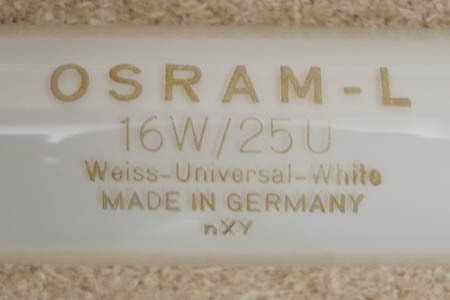 OSRAM-L
16W/25U
Weiss-Universal-White
MADE IN GERMANY
nXY